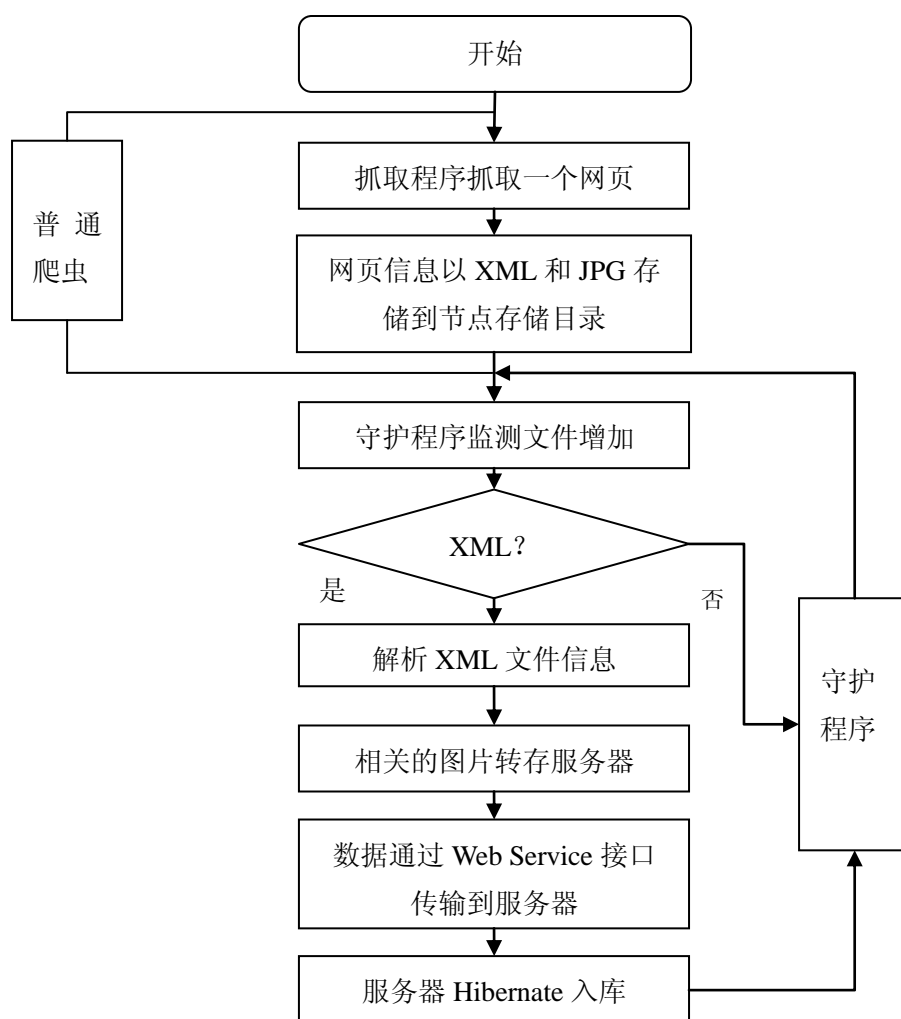 开始
抓取程序抓取一个网页
普 通
爬虫
网页信息以 XML 和 JPG 存
储到节点存储目录
守护程序监测文件增加
XML？
是
否
解析 XML 文件信息
守护
程序
相关的图片转存服务器
数据通过 Web Service 接口
传输到服务器
服务器 Hibernate 入库